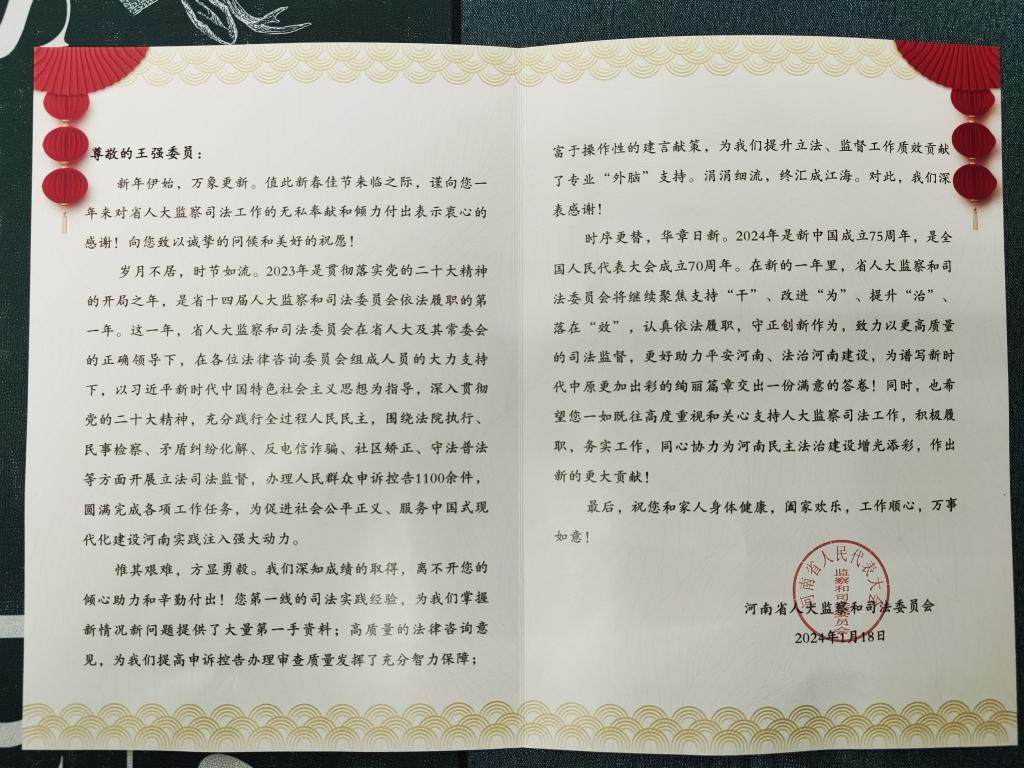 尊敬的王强委员：
新年伊始，万象更新。值此新春佳节来临之际，谨向您一
年来对省人大监察司法工作的无私奉献和倾力付出表示衷心的
感谢！向您致以诚挚的问候和美好的祝愿！
岁月不居，时节如流。2023年是贯彻落实党的二十大精神
的开局之年，是省十四届人大监察和司法委员会依法履职的第
一年。这一年，省人大监察和司法委员会在省人大及其常委会
的正确领导下，在各位法律咨询委员会组成人员的大力支持
下，以习近平新时代中国特色社会主义思想为指导，深入贯彻
党的二十大精神，充分践行全过程人民民主，围绕法院执行、
民事检察、矛盾纠纷化解、反电信诈骗、社区矫正、守法普法
等方面开展立法司法监督，办理人民群众申诉控告1100余件，
圆满完成各项工作任务，为促进社会公平正义、服务中国式现
代化建设河南实践注入强大动力。
惟其艰难，方显勇毅。我们深知成绩的取得，离不开您的
倾心助力和辛勤付出！您第一线的司法实践经验，为我们掌握
新情况新问题提供了大量第一手资料；高质量的法律咨询意
见，为我们提高申诉控告办理审查质量发挥了充分智力保障；
富于操作性的建言献策，为我们提升立法、监督工作质效贡献
了专业“外脑”支持。涓涓细流，终汇成江海。对此，我们深
表感谢！
时序更替，华章日新。2024年是新中国成立75周年，是全
国人民代表大会成立70周年。在新的一年里，省人大监察和司
法委员会将继续聚焦支持“干”、改进“为”、提升“治”、
落在“效”，认真依法履职，守正创新作为，致力以更高质量
的司法监督，更好助力平安河南、法治河南建设，为谱写新时
代中原更加出彩的绚丽篇章交出一份满意的答卷！同时，也希
望您一如既往高度重视和关心支持人大监察司法工作，积极履
职，务实工作，同心协力为河南民主法治建设增光添彩，作出
新的更大贡献！
最后，祝您和家人身体健康，阖家欢乐，工作顺心，万事
如意！
河南省人民代表大会
监察和司法委员会
河南省人大监察和司法委员会
2024年1月18日